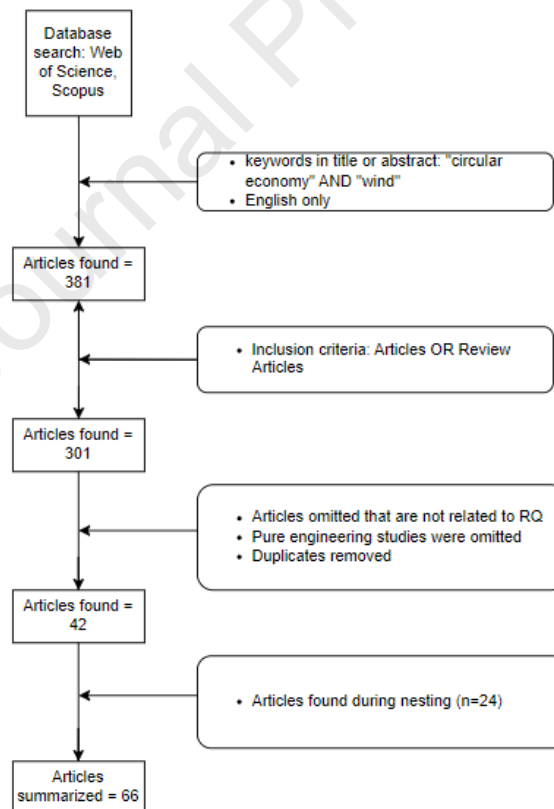 Database
search: Web
of Science,
Scopus
• keywords in title or abstract: "circular
economy" AND "wind"
• English only
Articles found =
381
• Inclusion criteria: Articles OR Review
Articles
Articles found =
301
• Articles omitted that are not related to RQ
• Pure engineering studies were omitted
• Duplicates removed
Articles found =
42
• Articles found during nesting (n=24)
Articles
summarized = 66
Journal